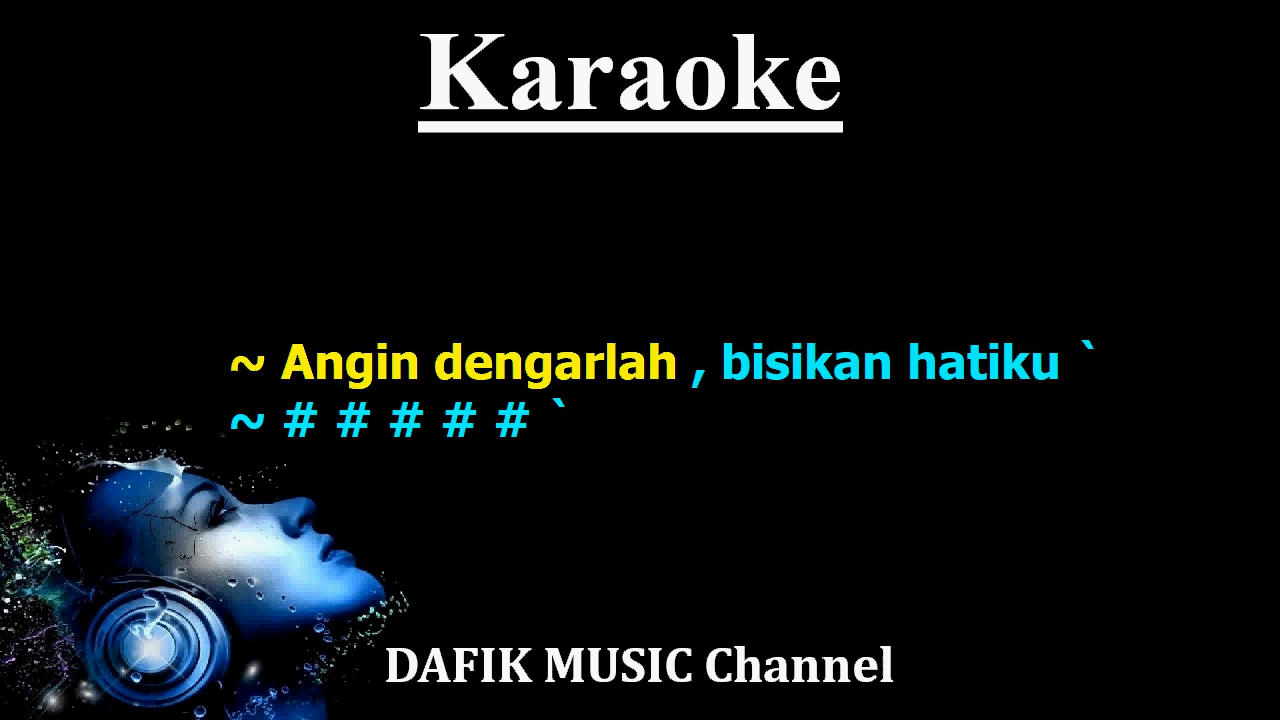 Karaoke
~ Angin dengarlah , bisikan hatiku `
~ # # # # # `
DAFIK MUSIC Channel